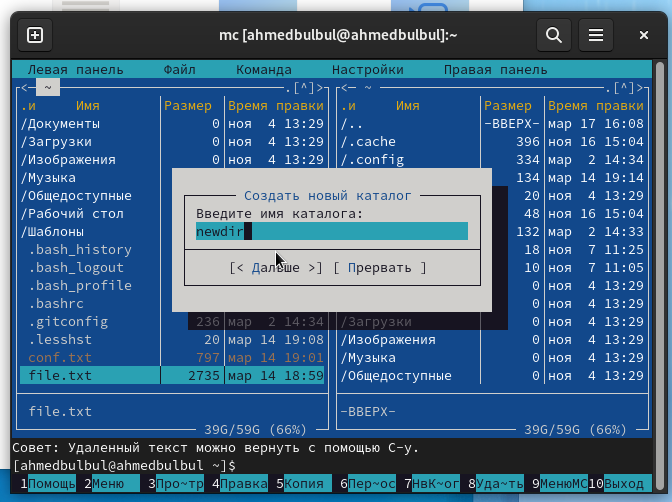 mc [ahmedbulbul@ahmedbulbul]:~
Левая панель Файл Команда Настройки Правая панель
<─ ~ .[^]> <─ ~ .[^]>
.и Имя Размер Время правки .и Имя Размер Время правки
/Документы 0 ноя 4 13:29 /.. -ВВЕРХ- мар 17 16:08
/Загрузки 0 ноя 4 13:29 /.cache 396 ноя 16 15:04
/Изображения 0 ноя 4 13:29 /.config 334 мар 2 14:34
/Музыка 134 мар 14 19:14
/Общедоступные 20 ноя 4 13:29
/Рабочий стол 48 ноя 16 15:04
/Шаблоны 132 мар 2 14:33
.bash_history 18 ноя 7 11:25
.bash_logout 10 ноя 7 11:05
.bash_profile 0 ноя 4 13:29
.bashrc 0 ноя 4 13:29
Создать новый каталог
Введите имя каталога:
newdir
[< Дальше >] [ Прервать ]
.gitconfig 236 мар 2 14:34 /Загрузки 0 ноя 4 13:29
.lesshst 20 мар 14 19:08 /Изображения 0 ноя 4 13:29
conf.txt 797 мар 14 19:01 /Музыка 0 ноя 4 13:29
file.txt 2735 мар 14 18:59 /Общедоступные 0 ноя 4 13:29
file.txt -ВВЕРХ-
39G/59G (66%) 39G/59G (66%)
Совет: Удаленный текст можно вернуть с помощью C-y.
[ahmedbulbul@ahmedbulbul ~]$
1Помощь 2Меню 3Про~тр 4Правка 5Копия 6Пер~ос 7НвК~ог 8Уда~ть 9МенюMC 10Выход